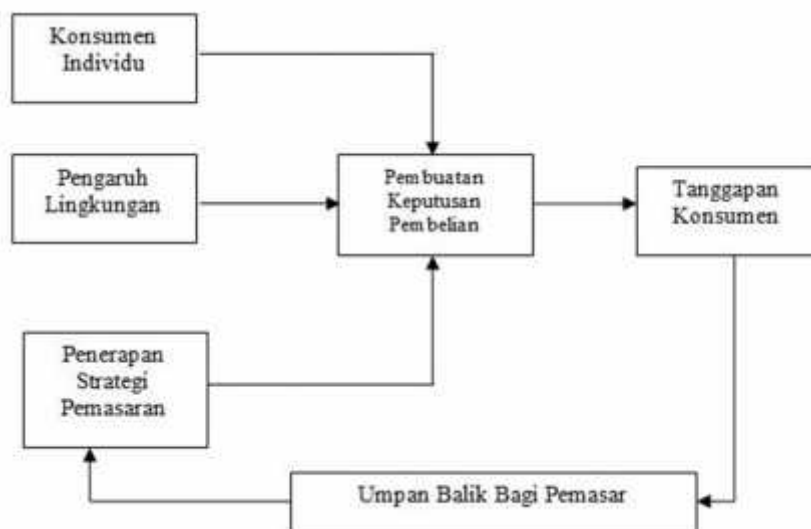 Konsumen
Individu
Pengaruh
Lingkungan
Pembuatan
Keputusan
Pembelian
Tanggapan
Konsumen
Penerapan
Strategi
Pemasaran
Umpan Balik Bagi Pemasar